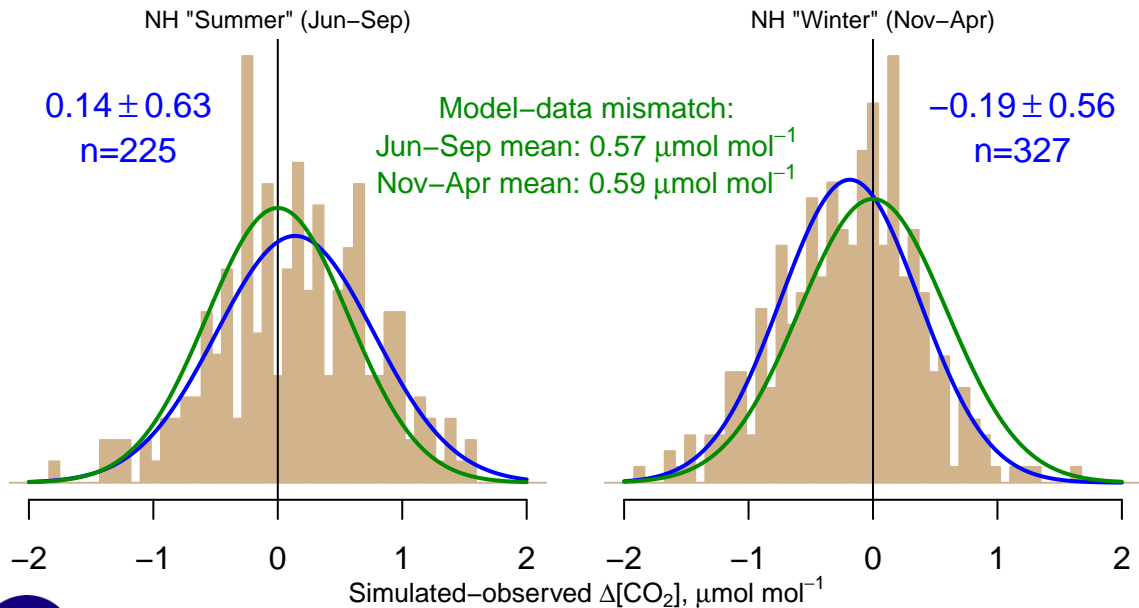 NH "Summer" (Jun−Sep)
0.14 ± 0.63
n=225
Model−data mismatch:
Jun−Sep mean: 0.57 μmol mol⁻¹
Nov−Apr mean: 0.59 μmol mol⁻¹
NH "Winter" (Nov−Apr)
−0.19 ± 0.56
n=327
−2 −1 0 1 2
−2 −1 0 1 2
Simulated−observed Δ[CO₂], μmol mol⁻¹